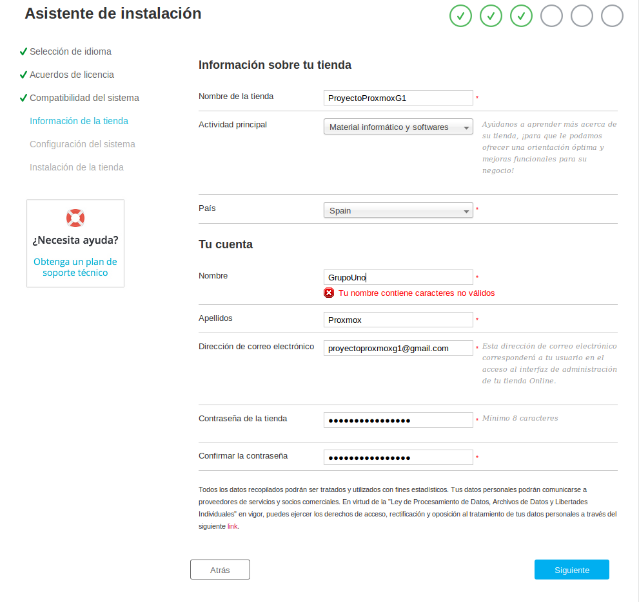 Asistente de instalación
Selección de idioma
Acuerdos de licencia
Compatibilidad del sistema
Información de la tienda
Configuración del sistema
Instalación de la tienda
¿Necesita ayuda?
Obtenga un plan de
soporte técnico
Información sobre tu tienda
Nombre de la tienda ProyectoProxmoxG1 *
Actividad principal Material informático y softwares
Ayúdanos a aprender más acerca de
su tienda, ¡para que le podamos
ofrecer una orientación óptima y
mejoras funcionales para su
negocio!
País Spain *
Tu cuenta
Nombre GrupoUno *
Tu nombre contiene caracteres no válidos
Apellidos Proxmox *
Dirección de correo electrónico proyectoproxmoxg1@gmail.com *
Esta dirección de correo electrónico
corresponderá a tu usuario en el
acceso al interfaz de administración
de tu tienda Online.
Contraseña de la tienda •••••••••••••••• * Mínimo 8 caracteres
Confirmar la contraseña •••••••••••••••• *
Todos los datos recopilados podrán ser tratados y utilizados con fines estadísticos. Tus datos personales podrán comunicarse a
proveedores de servicios y socios comerciales. En virtud de la "Ley de Procesamiento de Datos, Archivos de Datos y Libertades
Individuales" en vigor, puedes ejercer los derechos de acceso, rectificación y oposición al tratamiento de tus datos personales a través del
siguiente link.
Atrás
Siguiente